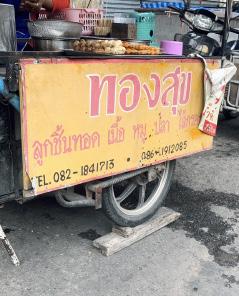 ทองสุข
ลูกชิ้นทอด เนื้อ หมู ปลา
TEL. 082-1841713 • 086-1912085